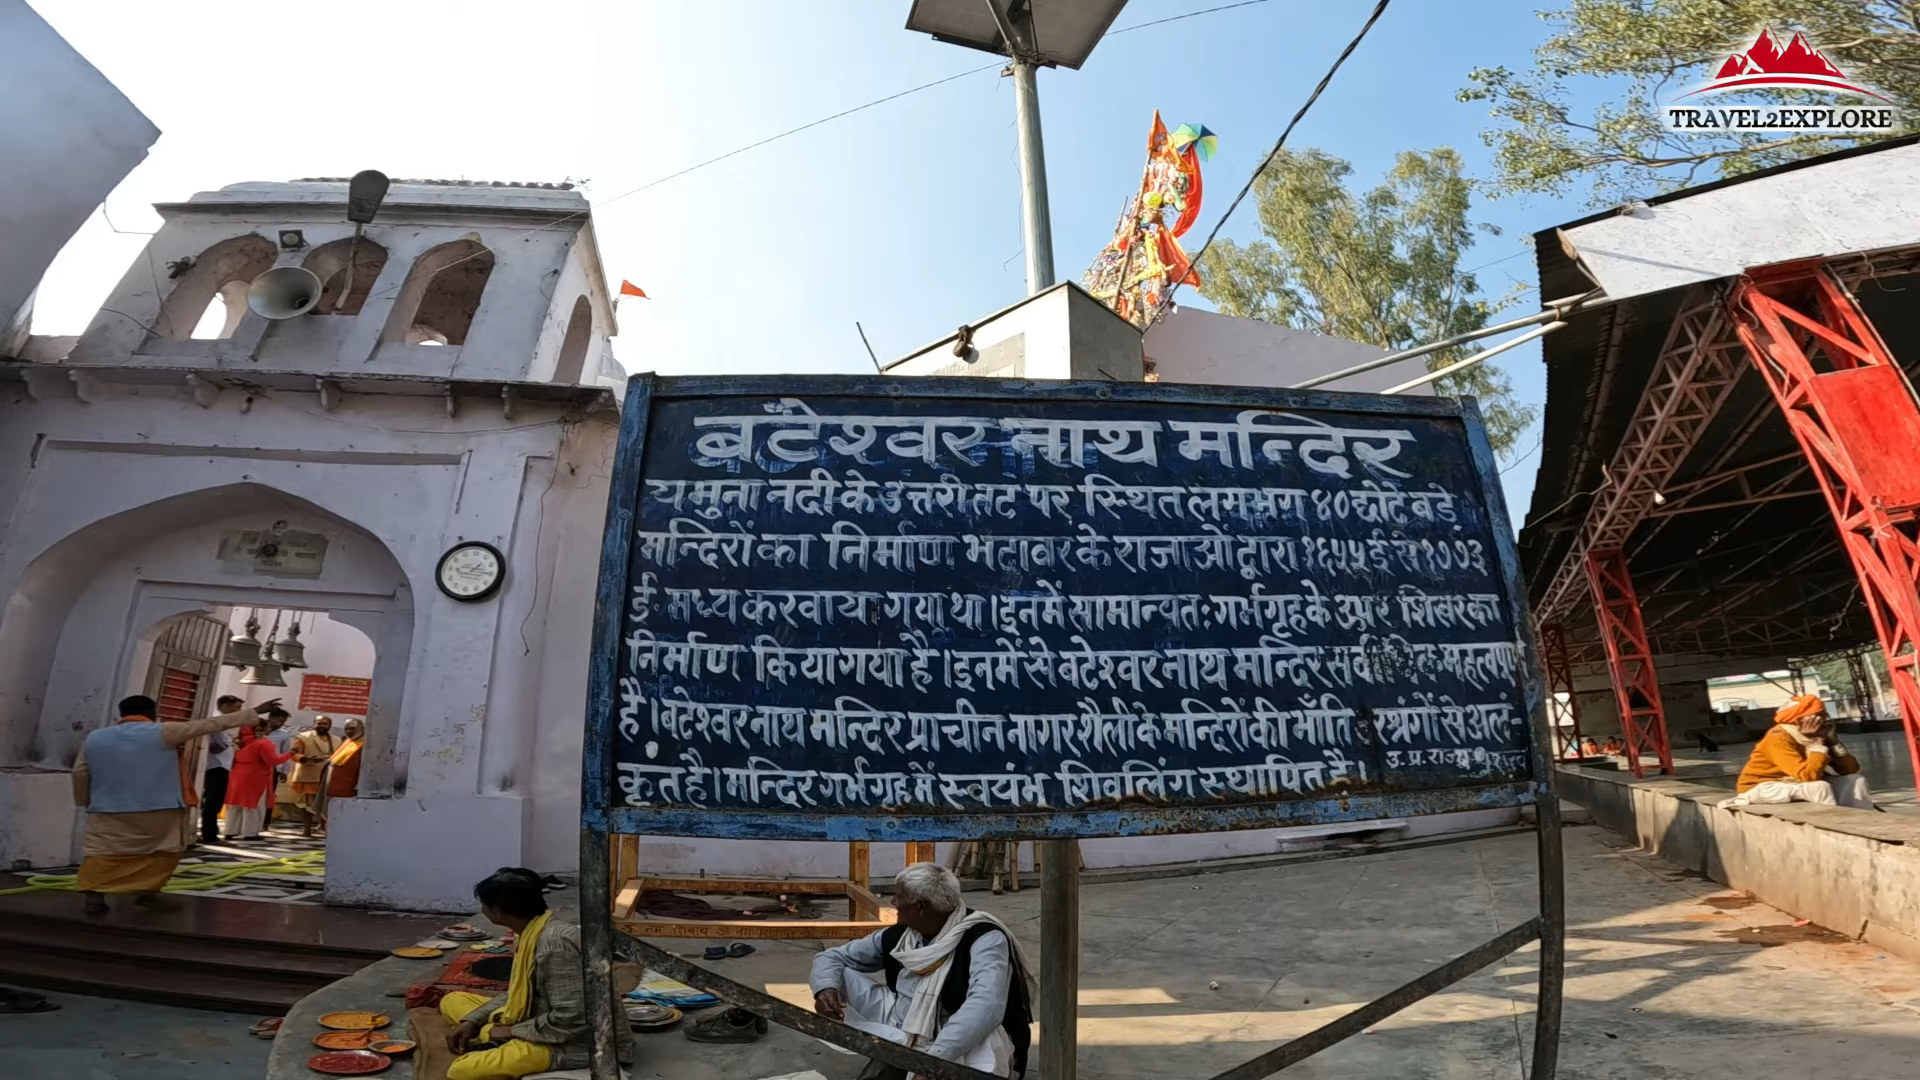 TRAVEL2EXPLORE
बटेश्वर नाथ मन्दिर
यमुना नदी के उत्तरी तट पर स्थित लगभग ४० छोटे बड़े
मन्दिरों का निर्माण भदावर के राजाओं द्वारा १६५५ ई से १७७३
ई. मध्य करवाया गया था। इनमें सामान्यतः गर्भगृह के ऊपर शिखर का
निर्माण किया गया है। इनमें से बटेश्वर नाथ मन्दिर महत्वपूर्ण
है। बटेश्वर नाथ मन्दिर प्राचीन नागर शैली के मन्दिरों की भाँति से अलं-
कृत है। मन्दिर गर्भगृह में स्वयंभू शिवलिंग स्थापित है।
उ.प्र. राज्य